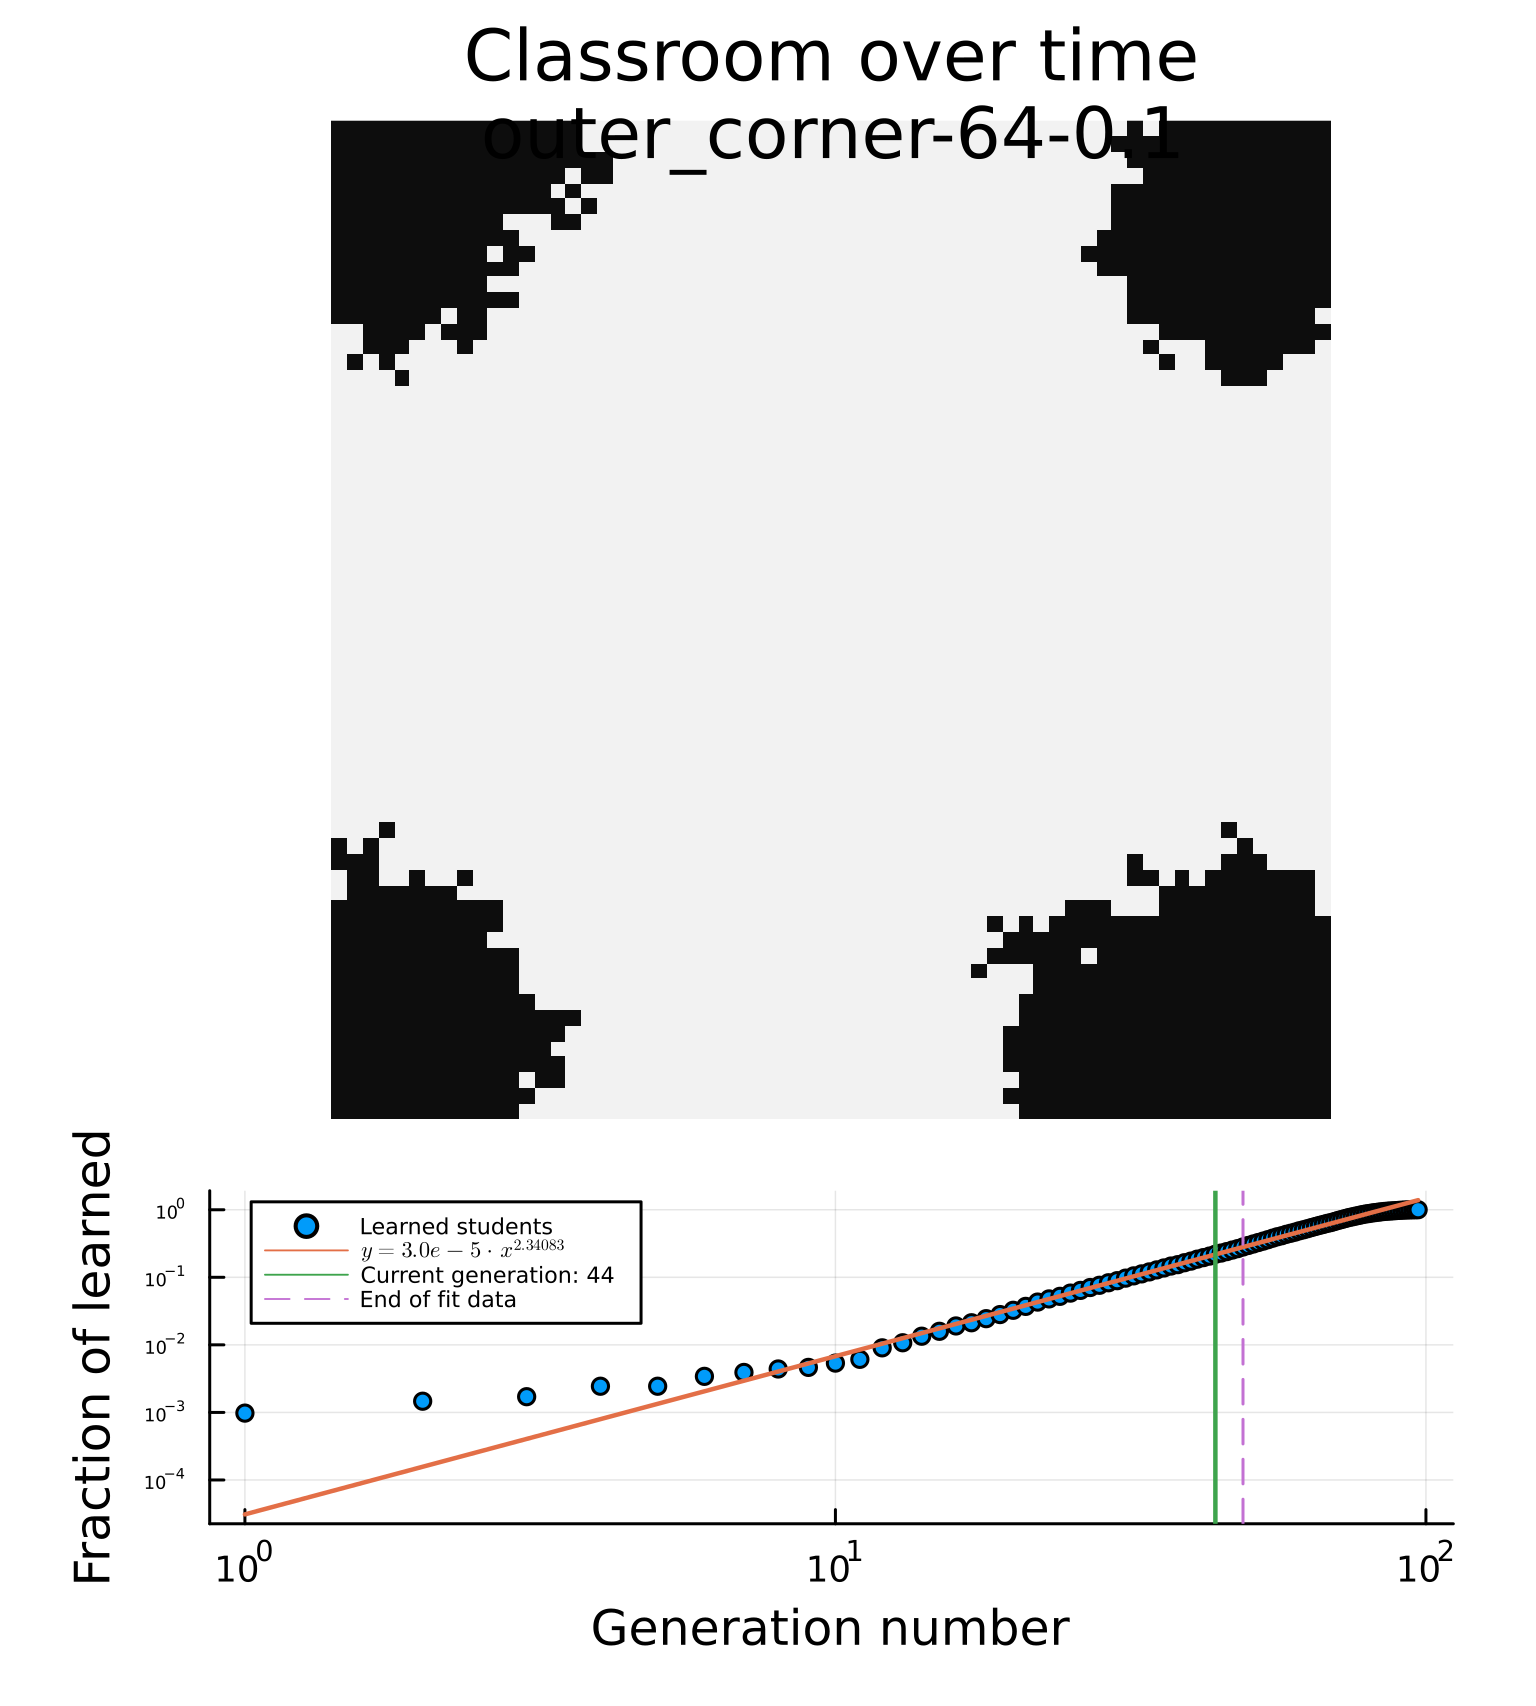 Classroom over time
outer_corner-64-0.1
Fraction of learned
10^0
10^-1
10^-2
10^-3
10^-4
Learned students
y = 3.0e − 5 · x^2.34083
Current generation: 44
End of fit data
10^0
10^1
10^2
Generation number